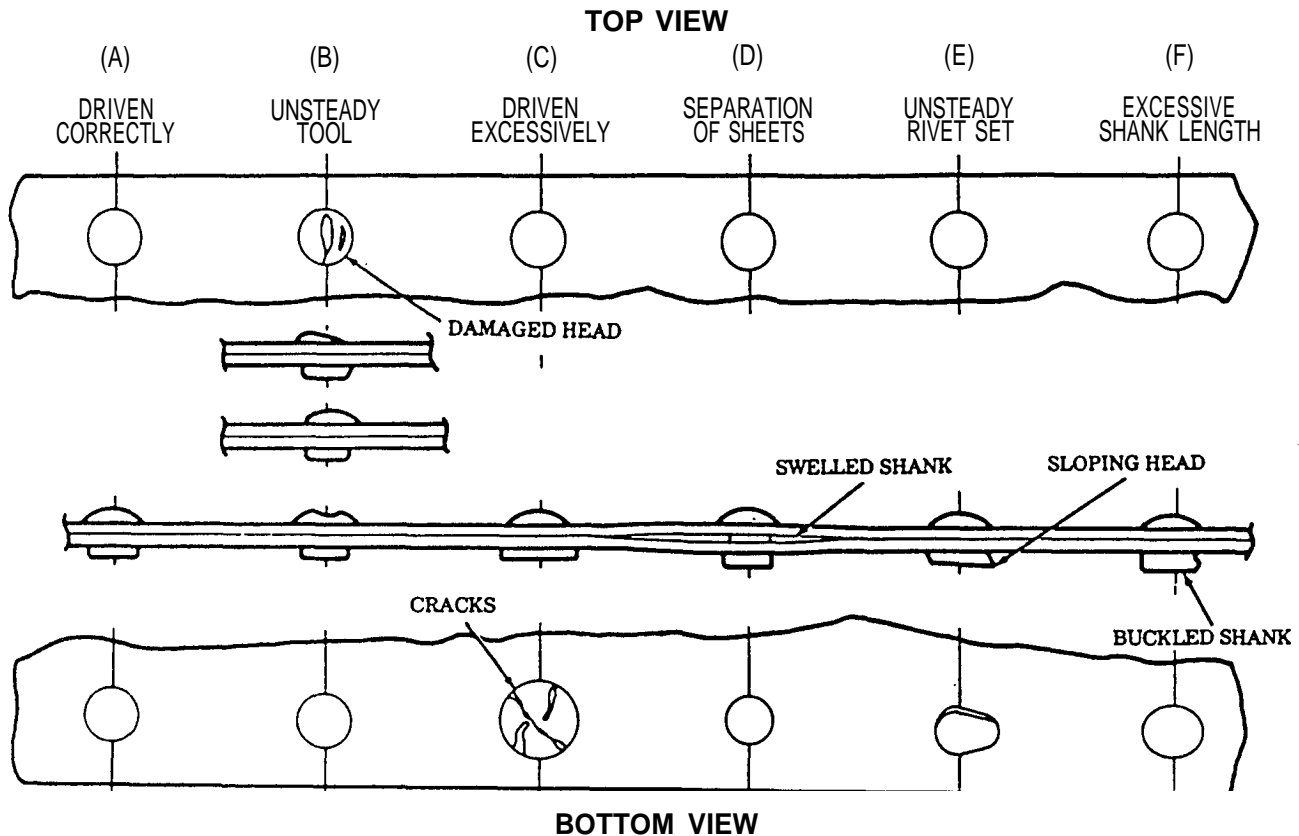 TOP VIEW
(A)
(B)
(C)
(D)
(E)
(F)
DRIVEN
CORRECTLY
UNSTEADY
TOOL
DRIVEN
EXCESSIVELY
SEPARATION
OF SHEETS
UNSTEADY
RIVET SET
EXCESSIVE
SHANK LENGTH
DAMAGED HEAD
SWELLED SHANK
SLOPING HEAD
CRACKS
BUCKLED SHANK
BOTTOM VIEW